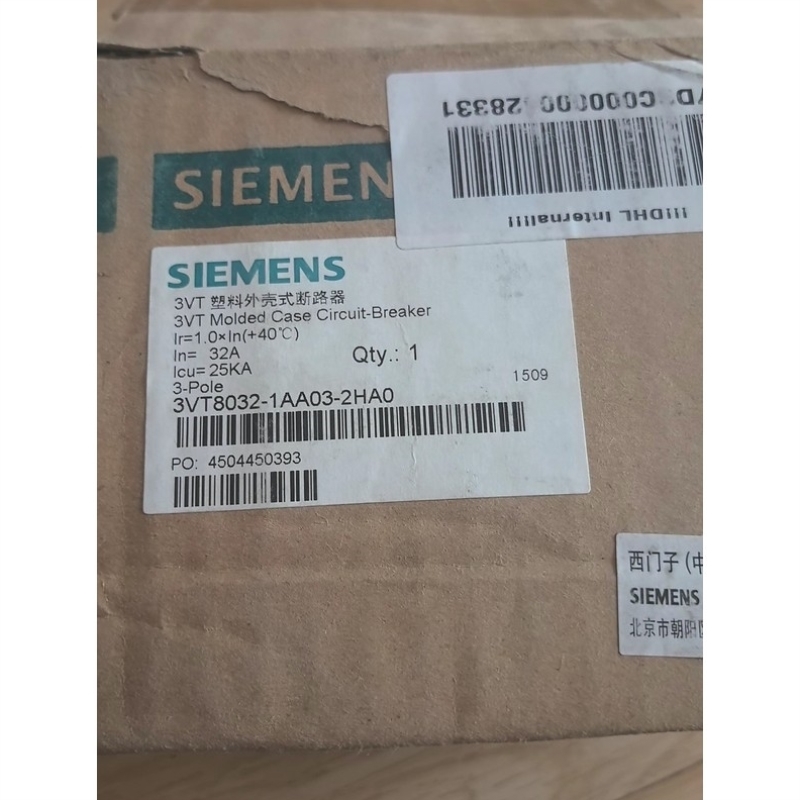 28331
!!!DHL Internal!!!
SIEMEN
SIEMENS
3VT 塑料外壳式断路器
3VT Molded Case Circuit-Breaker
Ir=1.0×In(+40℃)
In= 32A
Qty.: 1
Icu= 25KA
3-Pole
1509
3VT8032-1AA03-2HA0
PO: 4504450393
西门子 (中
SIEMENS
北京市朝阳